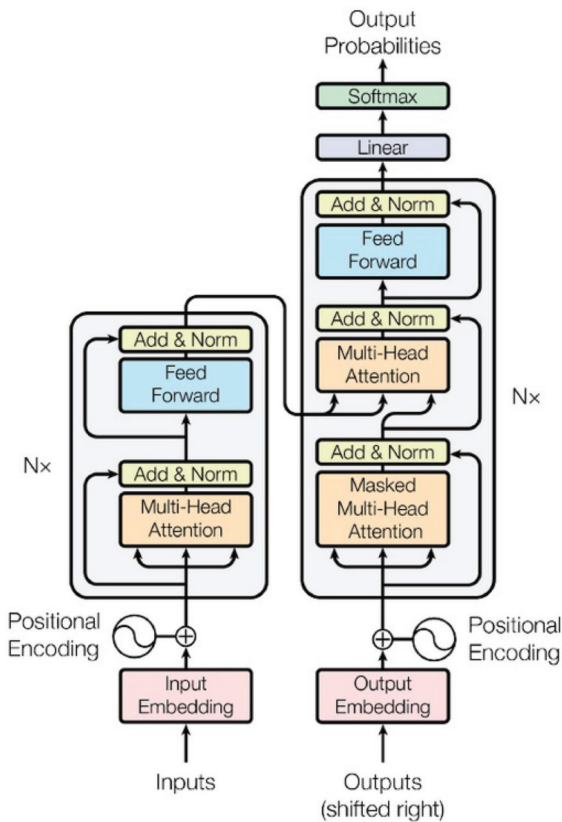 Output
Probabilities
Softmax
Linear
Add & Norm
Feed
Forward
Add & Norm
Multi-Head
Attention
Add & Norm
Masked
Multi-Head
Attention
N×
Add & Norm
Feed
Forward
Add & Norm
Multi-Head
Attention
N×
Positional
Encoding
Positional
Encoding
Input
Embedding
Output
Embedding
Inputs
Outputs
(shifted right)